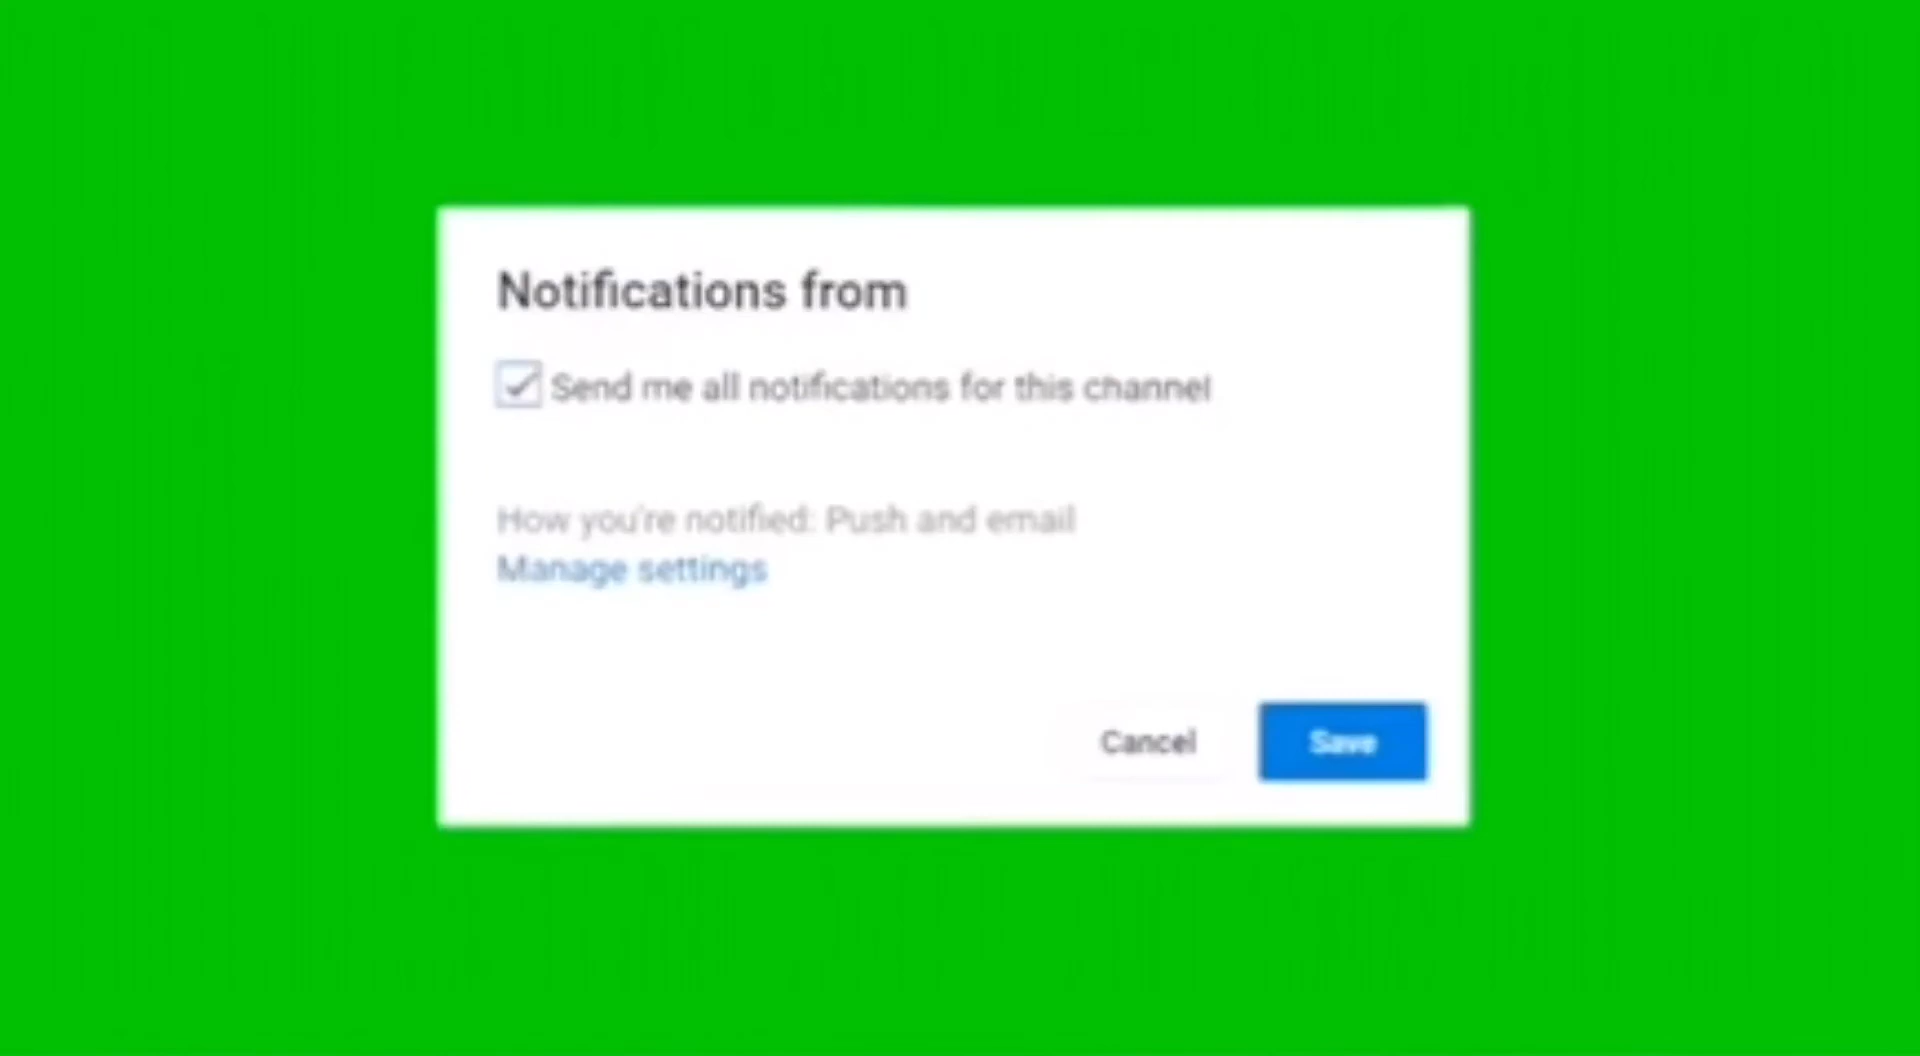 Notifications from
Send me all notifications for this channel
How you're notified: Push and email
Manage settings
Cancel
Save